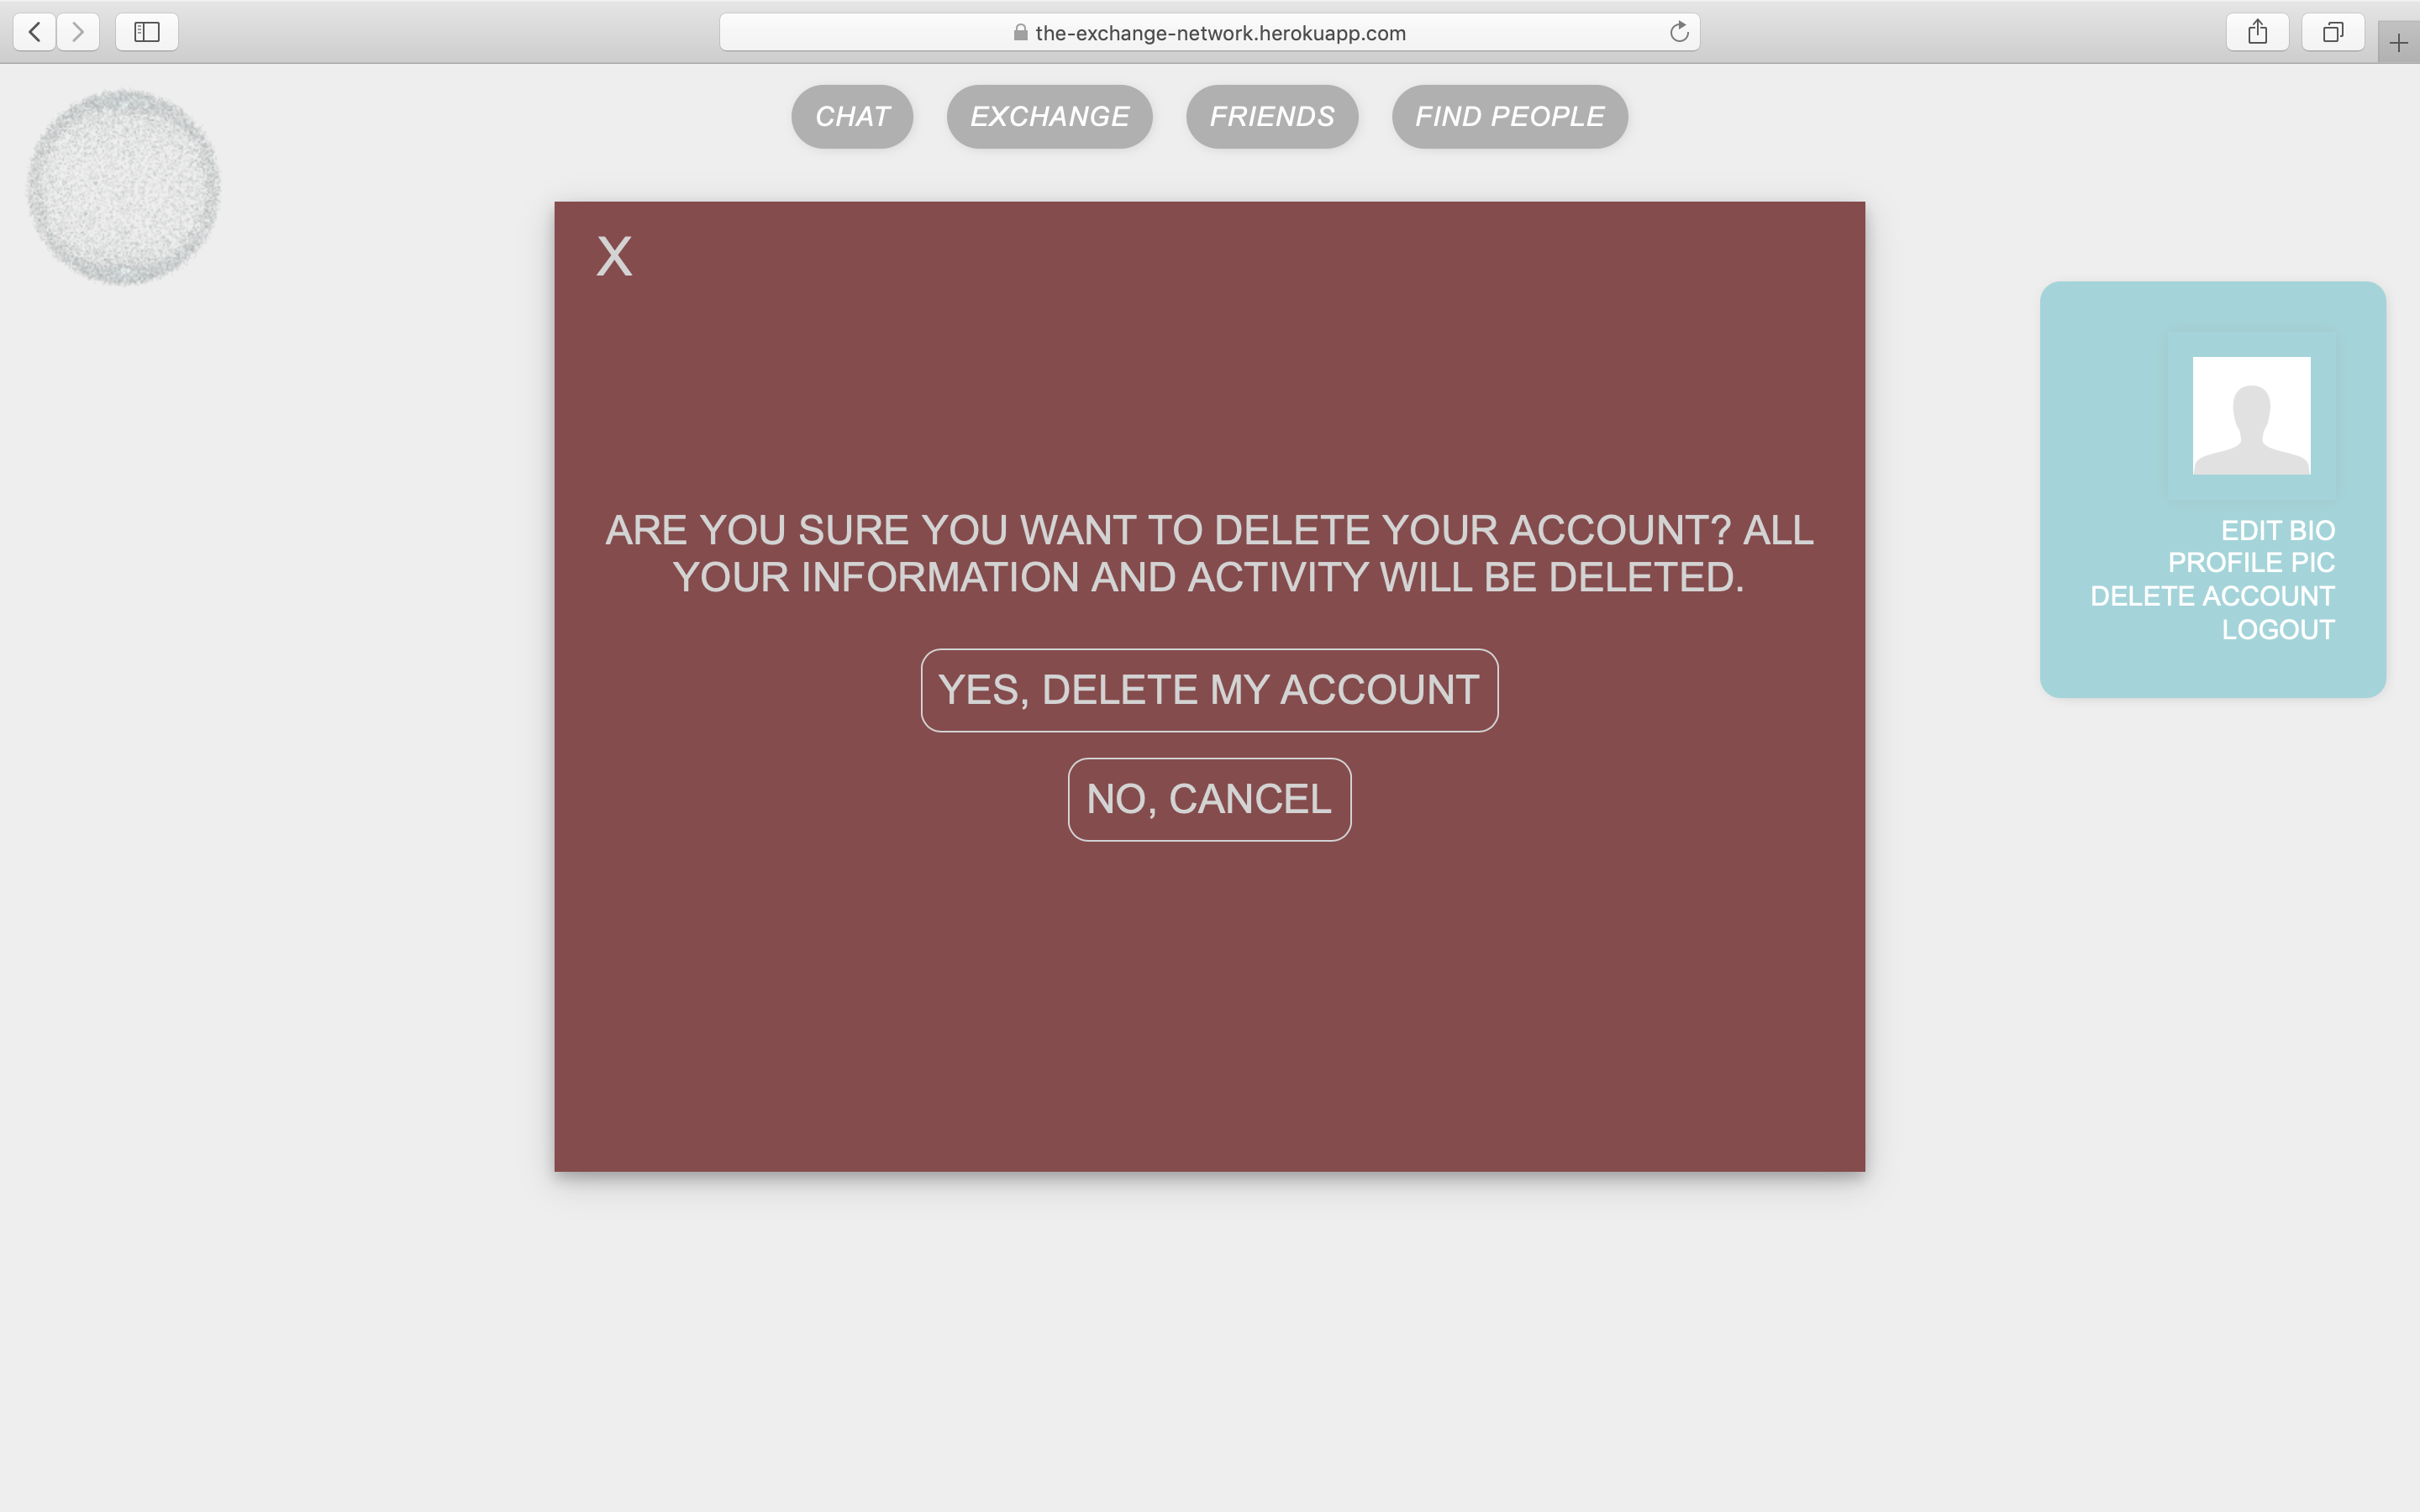 the-exchange-network.herokuapp.com
CHAT
EXCHANGE
FRIENDS
FIND PEOPLE
X
ARE YOU SURE YOU WANT TO DELETE YOUR ACCOUNT? ALL
YOUR INFORMATION AND ACTIVITY WILL BE DELETED.
YES, DELETE MY ACCOUNT
NO, CANCEL
EDIT BIO
PROFILE PIC
DELETE ACCOUNT
LOGOUT